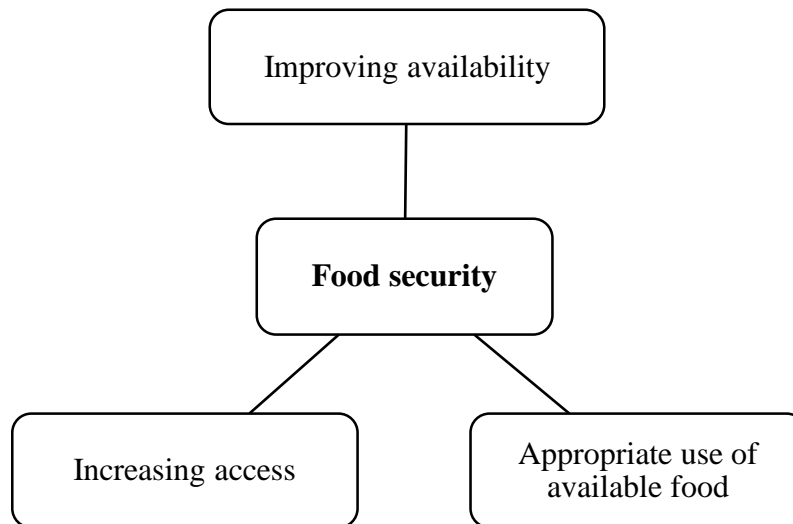 Improving availability
Food security
Increasing access
Appropriate use of
available food